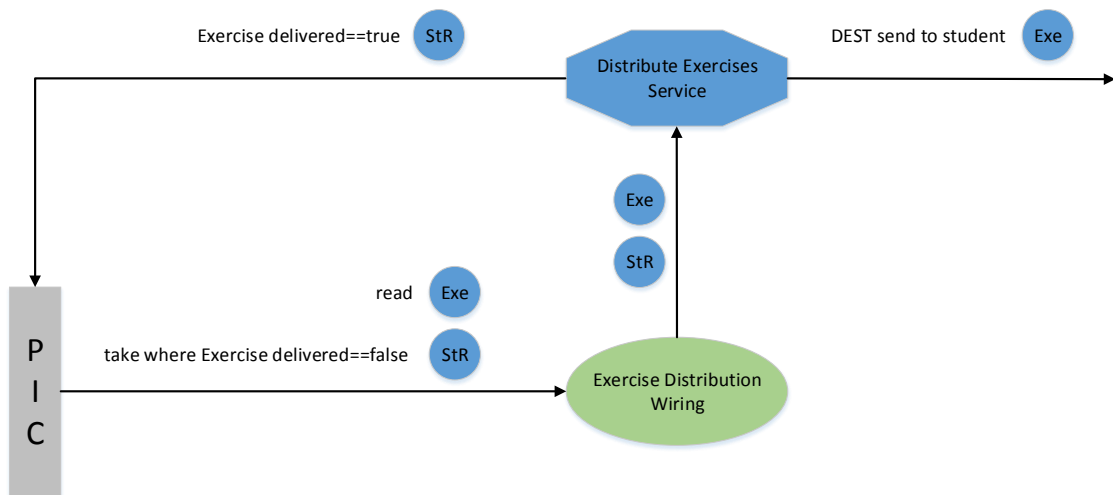 Exercise delivered==true
StR
DEST send to student
Exe
Distribute Exercises
Service
Exe
StR
read
Exe
take where Exercise delivered==false
StR
P
I
C
Exercise Distribution
Wiring